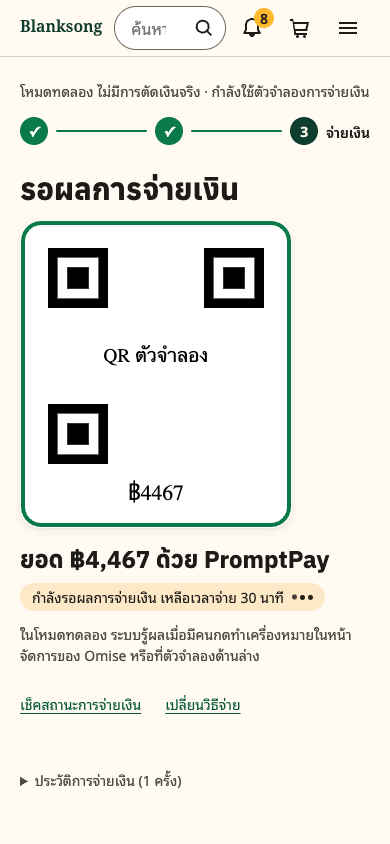 Blanksong
ค้นหา
8
โหมดทดลอง ไม่มีการตัดเงินจริง · กำลังใช้ตัวจำลองการจ่ายเงิน
3 จ่ายเงิน
รอผลการจ่ายเงิน
QR ตัวจำลอง
฿4467
ยอด ฿4,467 ด้วย PromptPay
กำลังรอผลการจ่ายเงิน เหลือเวลาจ่าย 30 นาที
ในโหมดทดลอง ระบบรู้ผลเมื่อมีคนกดทำเครื่องหมายในหน้า
จัดการของ Omise หรือที่ตัวจำลองด้านล่าง
เช็คสถานะการจ่ายเงิน เปลี่ยนวิธีจ่าย
ประวัติการจ่ายเงิน (1 ครั้ง)